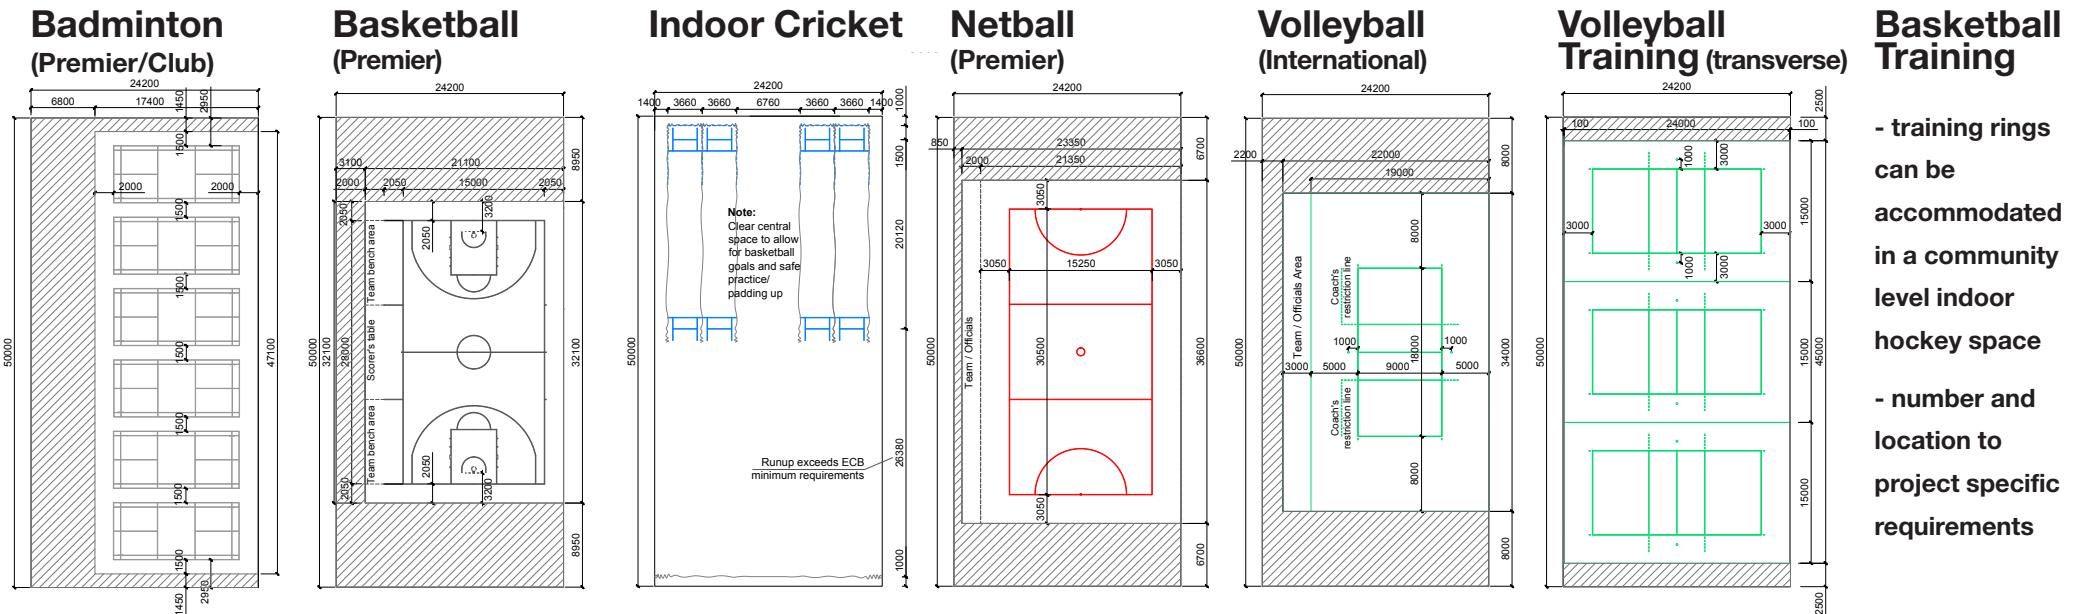 Badminton
(Premier/Club)
24200
6800
17400
1450
2950
1500
2000
2000
1500
1500
1500
1500
1500
1500
50000
47100
1450
2950
Basketball
(Premier)
24200
8950
3100
21100
2000
2050
15000
2050
2050
3200
2050
Team bench area
Scorer's table
Team bench area
50000
32100
28000
32100
2050
2050
3200
8950
Indoor Cricket
24200
1400
3660
3660
6760
3660
3660
1400
1000
1500
Note:
Clear central
space to allow
for basketball
goals and safe
practice/
padding up
20120
50000
Runup exceeds ECB
minimum requirements
26380
1000
Netball
(Premier)
24200
850
23350
6700
2000
21350
3050
3050
15250
3050
Team / Officials
50000
30500
36600
3050
6700
Volleyball
(International)
24200
2200
22000
8000
19000
8000
Team / Officials Area
Coach's
restriction line
1000
18000
1000
50000
34000
3000
5000
9000
5000
Coach's
restriction line
8000
8000
Volleyball
Training (transverse)
24200
2500
100
24000
100
1000
3000
3000
3000
15000
1000
3000
50000
15000
45000
15000
2500
Basketball
Training
- training rings
can be
accommodated
in a community
level indoor
hockey space
- number and
location to
project specific
requirements